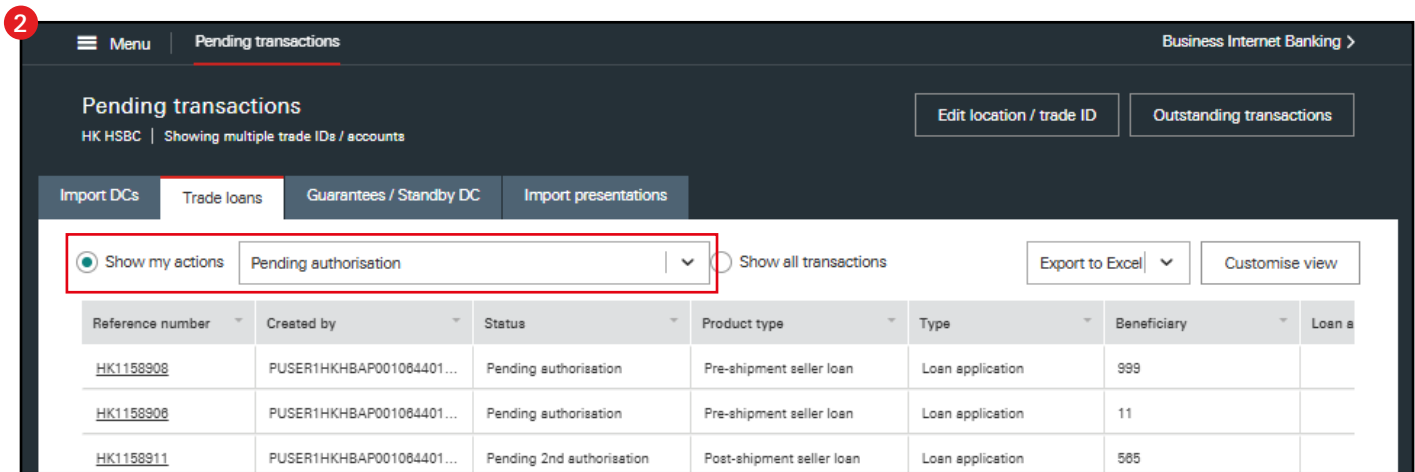 2
Menu Pending transactions Business Internet Banking
Pending transactions
HK HSBC | Showing multiple trade IDs / accounts
Edit location / trade ID Outstanding transactions
Import DCs Trade loans Guarantees / Standby DC Import presentations
Show my actions Pending authorisation Show all transactions Export to Excel Customise view
Reference number Created by Status Product type Type Beneficiary Loan a
HK1158908 PUSER1HKHBAP001064401... Pending authorisation Pre-shipment seller loan Loan application 999
HK1158906 PUSER1HKHBAP001064401... Pending authorisation Pre-shipment seller loan Loan application 11
HK1158911 PUSER1HKHBAP001064401... Pending 2nd authorisation Post-shipment seller loan Loan application 565